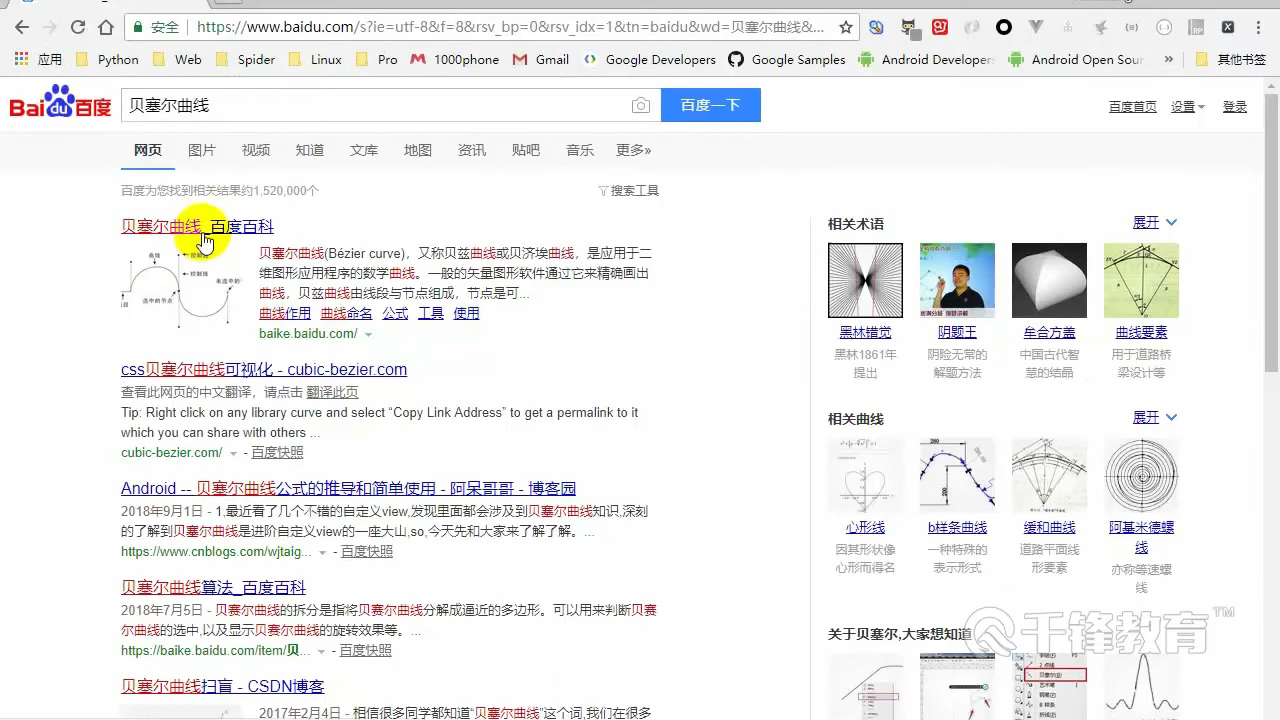 安全
https://www.baidu.com/s?ie=utf-8&f=8&rsv_bp=0&rsv_idx=1&tn=baidu&wd=贝塞尔曲线&...
应用 Python Web Spider Linux Pro 1000phone Gmail Google Developers Google Samples Android Developer Android Open Sour » 其他书签
Bai du 百度
贝塞尔曲线
百度一下
百度首页 设置 登录
网页 图片 视频 知道 文库 地图 资讯 贴吧 音乐 更多»
百度为您找到相关结果约1,520,000个
搜索工具
贝塞尔曲线_百度百科
贝塞尔曲线(Bézier curve)，又称贝兹曲线或贝济埃曲线，是应用于二
维图形应用程序的数学曲线。一般的矢量图形软件通过它来精确画出
曲线，贝兹曲线由线段与节点组成，节点是可...
曲线作用 曲线命名 公式 工具 使用
baike.baidu.com/
css贝塞尔曲线可视化 - cubic-bezier.com
查看此网页的中文翻译，请点击 翻译此页
Tip: Right click on any library curve and select “Copy Link Address” to get a permalink to it
which you can share with others ...
cubic-bezier.com/ - 百度快照
Android -- 贝塞尔曲线公式的推导和简单使用 - 阿呆哥哥 - 博客园
2018年9月1日 - 1,最近看了几个不错的自定义view,发现里面都会涉及到贝塞尔曲线知识,深刻
的了解到贝塞尔曲线是进阶自定义view的一座大山,so,今天先和大家来了解了解。...
https://www.cnblogs.com/wjtaig... - 百度快照
贝塞尔曲线算法_百度百科
2018年7月5日 - 贝塞尔曲线的拆分是指将贝塞尔曲线分解成逼近的多边形。可以用来判断贝塞
尔曲线的选中,以及显示贝塞尔曲线的旋转效果等。...
https://baike.baidu.com/item/贝... - 百度快照
贝塞尔曲线扫盲 - CSDN博客
2017年2月4日 - 相信很多同学都知道“贝塞尔曲线”这个词,我们在很多
相关术语
展开
黑林错觉 阴题王 牟合方盖 曲线要素
黑林1861年 阴险无常的 中国古代智 用于道路桥
提出 解题方法 慧的结晶 梁设计等
相关曲线
展开
心形线 b样条曲线 缓和曲线 阿基米德螺
线
因其形状像 一种特殊的 道路平面线 亦称等速螺
心形而得名 表示形式 形要素 线
关于贝塞尔,大家想知道
千锋教育™